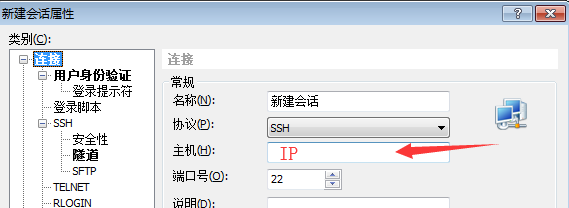 新建会话属性
类别(C):
连接
用户身份验证
登录提示符
登录脚本
SSH
安全性
隧道
SFTP
TELNET
RLOGIN
连接
常规
名称(N): 新建会话
协议(P): SSH
主机(H): IP
端口号(O): 22
说明(D):